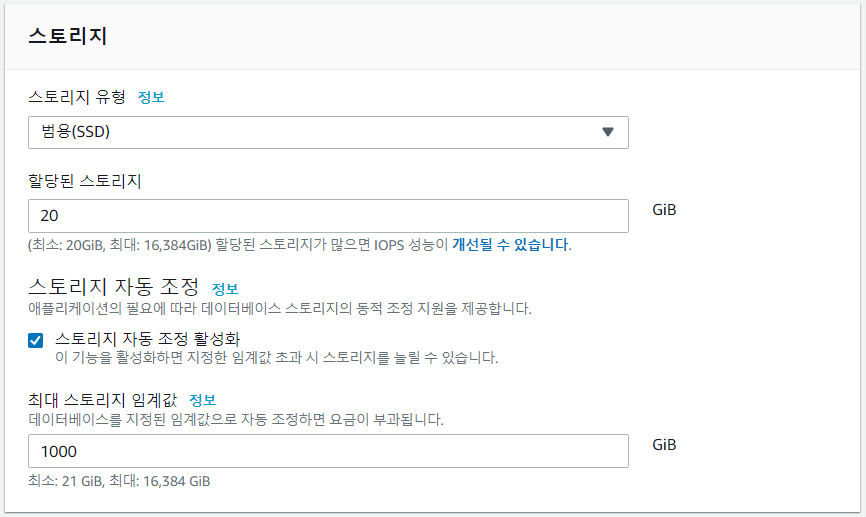 스토리지
스토리지 유형 정보
범용(SSD)
할당된 스토리지
20 GiB
(최소: 20GiB, 최대: 16,384GiB) 할당된 스토리지가 많으면 IOPS 성능이 개선될 수 있습니다.
스토리지 자동 조정 정보
애플리케이션의 필요에 따라 데이터베이스 스토리지의 동적 조정 지원을 제공합니다.
스토리지 자동 조정 활성화
이 기능을 활성화하면 지정한 임계값 초과 시 스토리지를 늘릴 수 있습니다.
최대 스토리지 임계값 정보
데이터베이스를 지정된 임계값으로 자동 조정하면 요금이 부과됩니다.
1000 GiB
최소: 21 GiB, 최대: 16,384 GiB